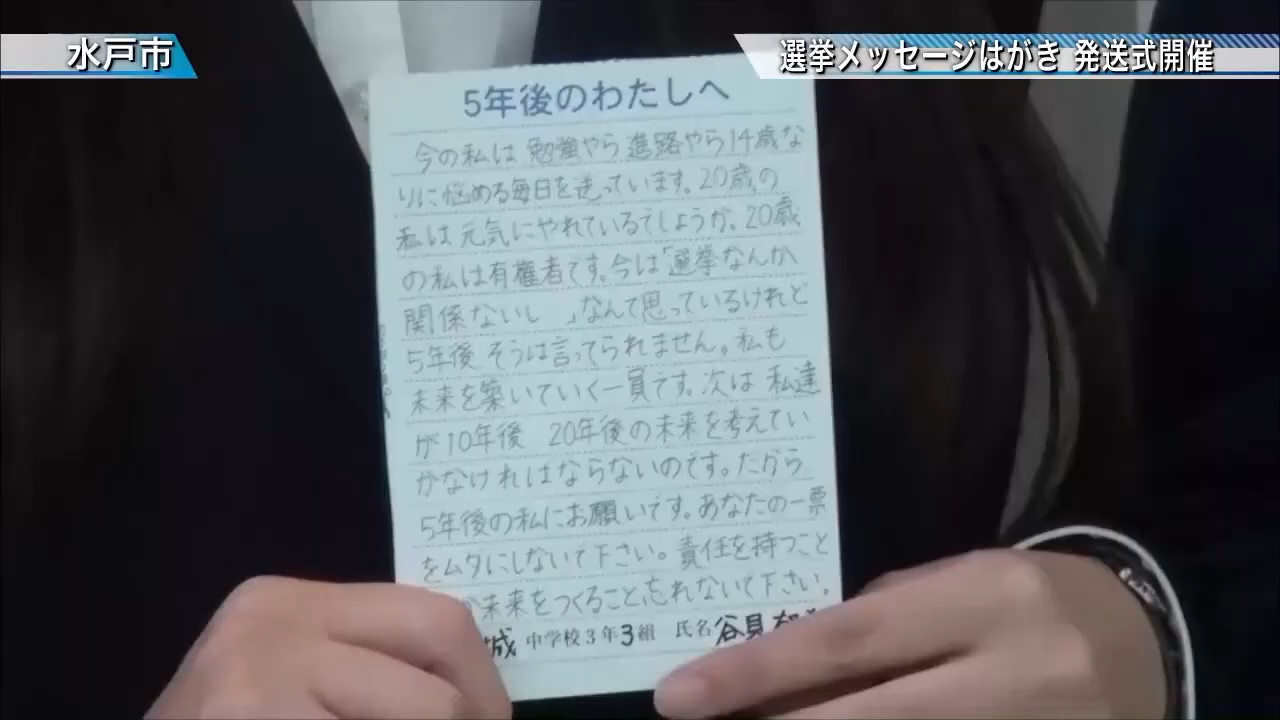 水戸市
選挙メッセージはがき 発送式開催
5年後のわたしへ
今の私は 勉強やら 進路やら 14歳な
りに悩める毎日を送っています。20歳の
私は 元気にやれているでしょうか。20歳
の私は有権者です。今は「選挙なんか
関係ないし 」なんて思っているけれど
5年後 そうは言ってられません。私も
未来を築いていく一員です。次は 私達
が10年後 20年後の未来を考えてい
かなければならないのです。だから
5年後の私にお願いです。あなたの一票
をムダにしないで下さい。責任を持つこと
未来をつくること、忘れないで下さい。
城 中学校3年3組 氏名 谷貝